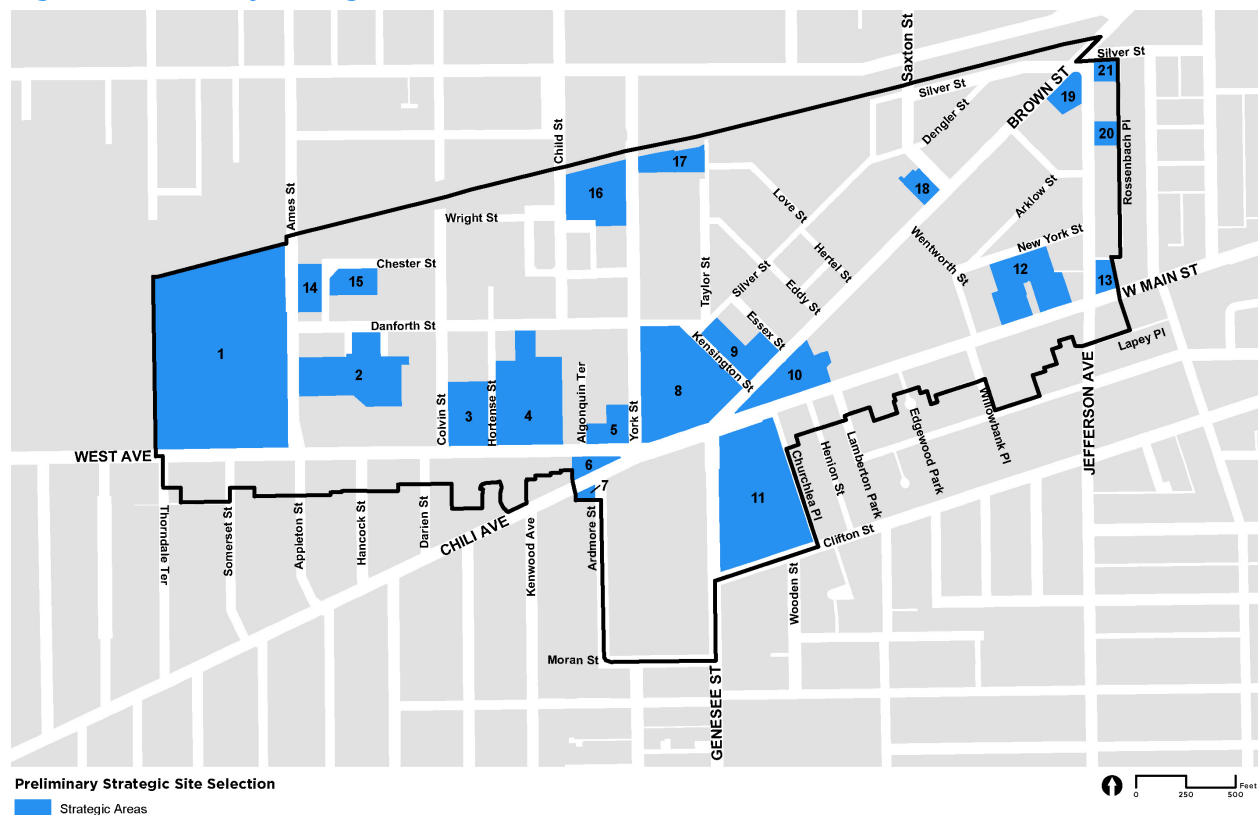 Saxton St
Silver St
21
Silver St
BROWN ST
19
Dengler St
20
Rossenbach Pl
Child St
17
16
18
Ames St
Wright St
Love St
Arklow St
Wentworth St
New York St
Hertel St
Chester St
14
15
Taylor St
Silver St
Eddy St
12
13
W MAIN ST
Danforth St
Essex St
Lapey Pl
1
2
Kensington St
9
10
Colvin St
3
Hortense St
4
Algonquin Ter
5
York St
8
Willowbank Pl
JEFFERSON AVE
WEST AVE
6
7
11
Churchlea Pl
Henion St
Lamberton Park
Edgewood Park
Thorndale Ter
Somerset St
Appleton St
Hancock St
Darien St
CHILI AVE
Kenwood Ave
Ardmore St
Clifton St
Wooden St
Moran St
GENESEE ST
Preliminary Strategic Site Selection
Strategic Areas
Feet
0 250 500